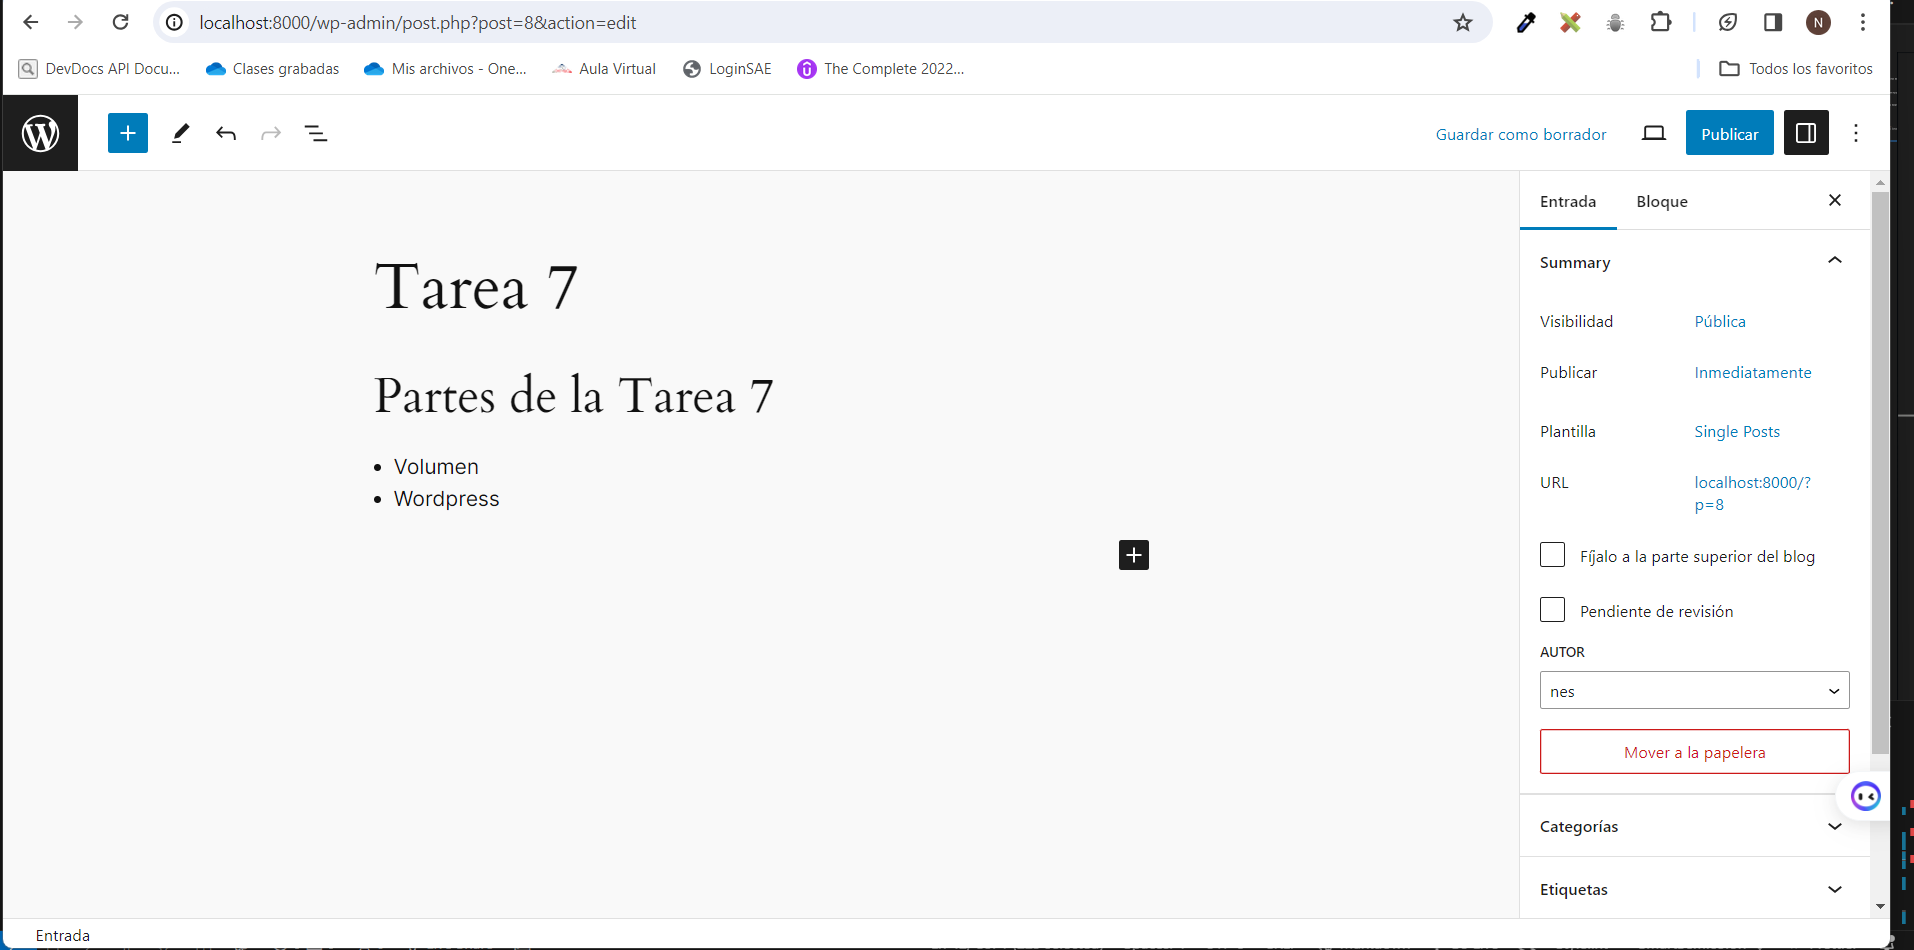 localhost:8000/wp-admin/post.php?post=8&action=edit
N
DevDocs API Docu... Clases grabadas Mis archivos - One... Aula Virtual LoginSAE The Complete 2022... Todos los favoritos
Guardar como borrador Publicar
Entrada Bloque
Tarea 7
Partes de la Tarea 7
Volumen
Wordpress
Summary
Visibilidad Pública
Publicar Inmediatamente
Plantilla Single Posts
URL localhost:8000/?
p=8
Fíjalo a la parte superior del blog
Pendiente de revisión
AUTOR
nes
Mover a la papelera
Categorías
Etiquetas
Entrada